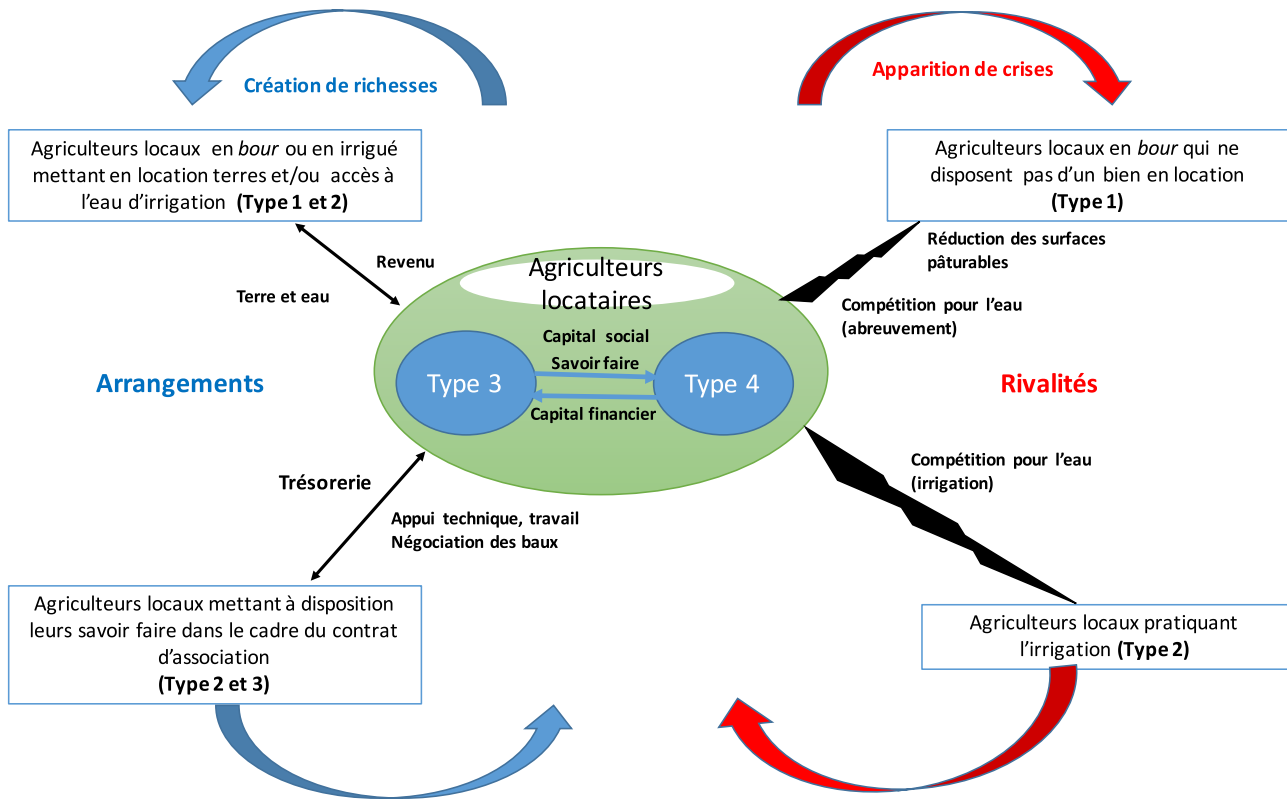 Création de richesses
Apparition de crises
Agriculteurs locaux en bour ou en irrigué
mettant en location terres et/ou accès à
l'eau d'irrigation (Type 1 et 2)
Agriculteurs locaux en bour qui ne
disposent pas d'un bien en location
(Type 1)
Revenu
Terre et eau
Réduction des surfaces
pâturables
Compétition pour l'eau
(abreuvement)
Agriculteurs
locataires
Capital social
Savoir faire
Type 3
Type 4
Capital financier
Arrangements
Rivalités
Trésorerie
Appui technique, travail
Négociation des baux
Compétition pour l'eau
(irrigation)
Agriculteurs locaux mettant à disposition
leurs savoir faire dans le cadre du contrat
d'association
(Type 2 et 3)
Agriculteurs locaux pratiquant
l'irrigation (Type 2)